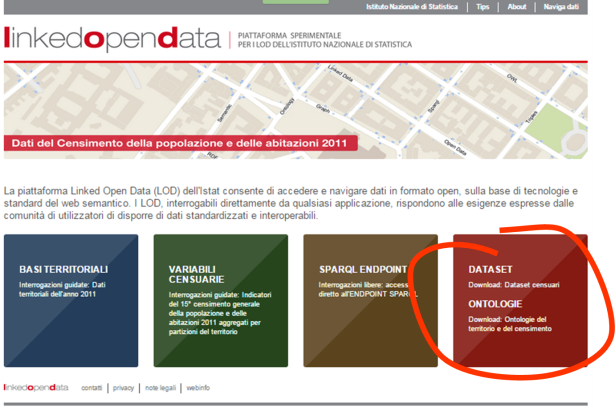 Istituto Nazionale di Statistica | Tips | About | Naviga dati
linkedopendata
PIATTAFORMA SPERIMENTALE
PER I LOD DELL'ISTITUTO NAZIONALE DI STATISTICA
Linked Data
OWL
Semantic
Ontology
Graph
Sparql
Triples
Open Data
RDF
Dati del Censimento della popolazione e delle abitazioni 2011
La piattaforma Linked Open Data (LOD) dell'Istat consente di accedere e navigare dati in formato open, sulla base di tecnologie e
standard del web semantico. I LOD, interrogabili direttamente da qualsiasi applicazione, rispondono alle esigenze espresse dalle
comunità di utilizzatori di disporre di dati standardizzati e interoperabili.
BASI TERRITORIALI
Interrogazioni guidate: Dati
territoriali dell'anno 2011
VARIABILI
CENSUARIE
Interrogazioni guidate: Indicatori
del 15° censimento generale
della popolazione e delle
abitazioni 2011 aggregati per
partizioni del territorio
SPARQL ENDPOINT
Interrogazioni libere: accesso
diretto all'ENDPOINT SPARQL
DATASET
Download: Dataset censuari
ONTOLOGIE
Download: Ontologie del
territorio e del censimento
linkedopendata contatti | privacy | note legali | webinfo